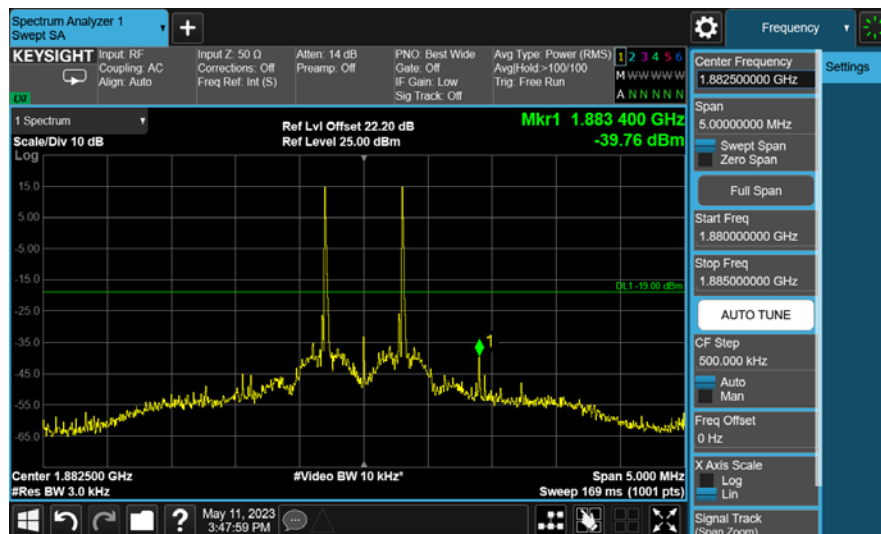 Spectrum Analyzer 1
Swept SA
Frequency
KEYSIGHT
Input: RF
Coupling: AC
Align: Auto
Input Z: 50 Ω
Corrections: Off
Freq Ref: Int (S)
Atten: 14 dB
Preamp: Off
PNO: Best Wide
Gate: Off
IF Gain: Low
Sig Track: Off
Avg Type: Power (RMS)
Avg|Hold:>100/100
Trig: Free Run
1 2 3 4 5 6
M W W W W W
A N N N N N
LXI
1 Spectrum
Scale/Div 10 dB
Log
Ref Lvl Offset 22.20 dB
Ref Level 25.00 dBm
Mkr1 1.883 400 GHz
-39.76 dBm
15.0
5.00
-5.00
-15.0
DL1 -19.00 dBm
-25.0
-35.0
1
-45.0
-55.0
-65.0
Center 1.882500 GHz
#Video BW 10 kHz*
Span 5.000 MHz
#Res BW 3.0 kHz
Sweep 169 ms (1001 pts)
?
May 11, 2023
3:47:59 PM
Center Frequency
1.882500000 GHz
Settings
Span
5.00000000 MHz
Swept Span
Zero Span
Full Span
Start Freq
1.880000000 GHz
Stop Freq
1.885000000 GHz
AUTO TUNE
CF Step
500.000 kHz
Auto
Man
Freq Offset
0 Hz
X Axis Scale
Log
Lin
Signal Track
(Span Zoom)